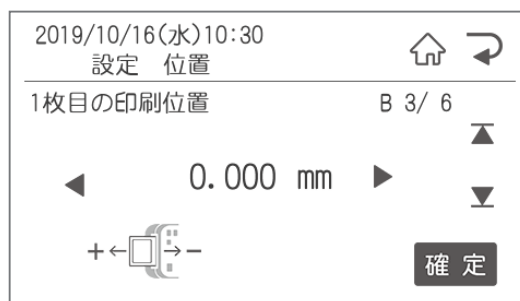 2019/10/16(水)10:30
設定 位置
1枚目の印刷位置 B 3/ 6
0.000 mm
+ ← → −
確定